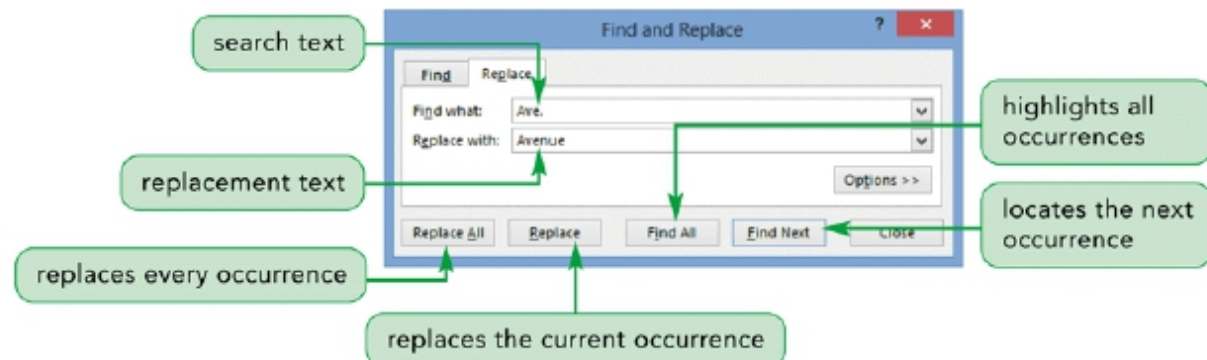 Find and Replace ?
search text
Find Replace
Find what: Ave.
highlights all
occurrences
Replace with: Avenue
replacement text
Options >>
locates the next
occurrence
Replace All Replace Find All Find Next Close
replaces every occurrence
replaces the current occurrence